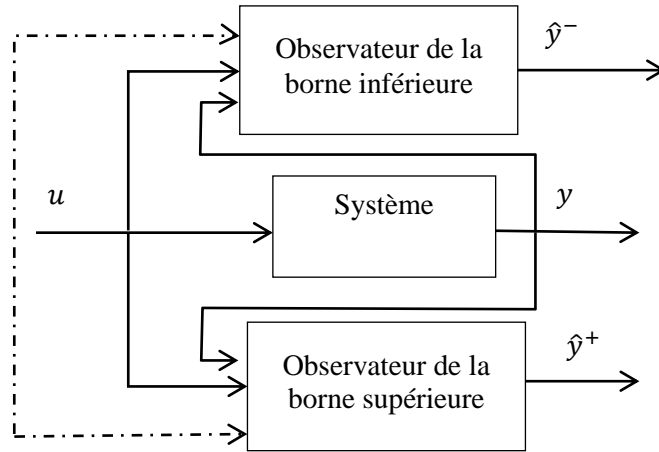 Observateur de la
borne inférieure
ŷ⁻
u
Système
y
Observateur de la
borne supérieure
ŷ⁺